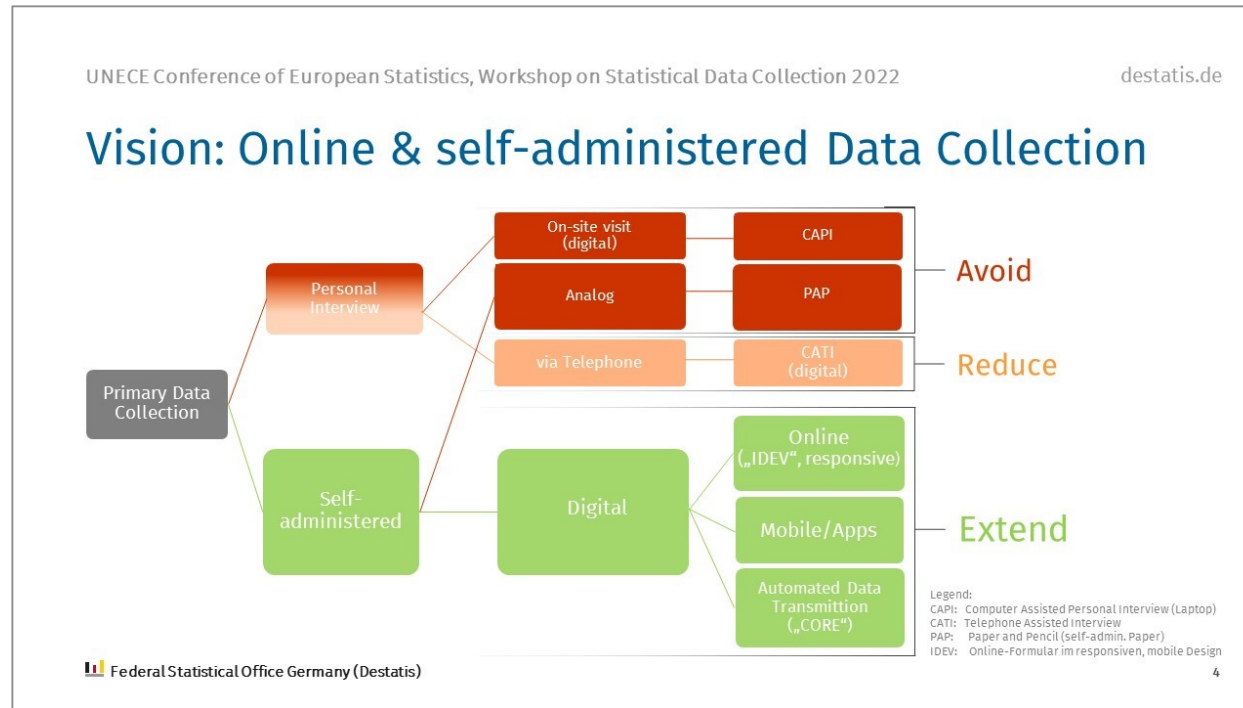 UNECE Conference of European Statistics, Workshop on Statistical Data Collection 2022
destatis.de
Vision: Online & self-administered Data Collection
Primary Data
Collection
Personal
Interview
Self-
administered
On-site visit
(digital)
CAPI
Analog
PAP
via Telephone
CATI
(digital)
Digital
Online
(„IDEV“, responsive)
Mobile/Apps
Automated Data
Transmittion
(„CORE“)
Avoid
Reduce
Extend
Legend:
CAPI: Computer Assisted Personal Interview (Laptop)
CATI: Telephone Assisted Interview
PAP: Paper and Pencil (self-admin. Paper)
IDEV: Online-Formular im responsiven, mobile Design
Federal Statistical Office Germany (Destatis)
4